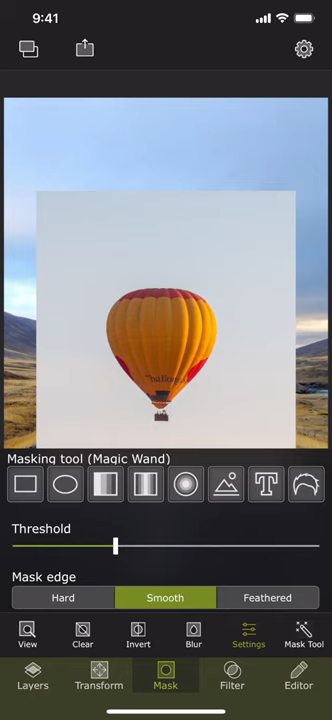 9:41
balloon
Masking tool (Magic Wand)
T
Threshold
Mask edge
Hard Smooth Feathered
View Clear Invert Blur Settings Mask Tool
Layers Transform Mask Filter Editor